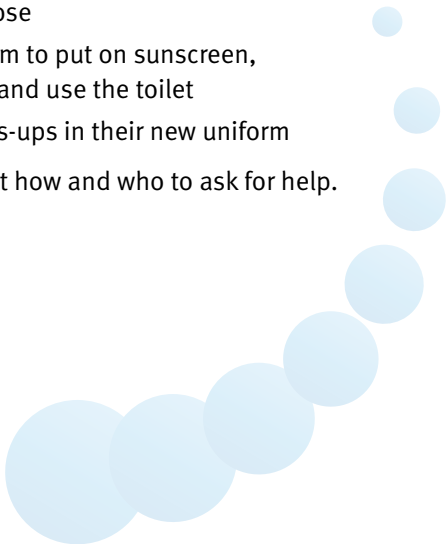 ose
m to put on sunscreen,
and use the toilet
s-ups in their new uniform
t how and who to ask for help.